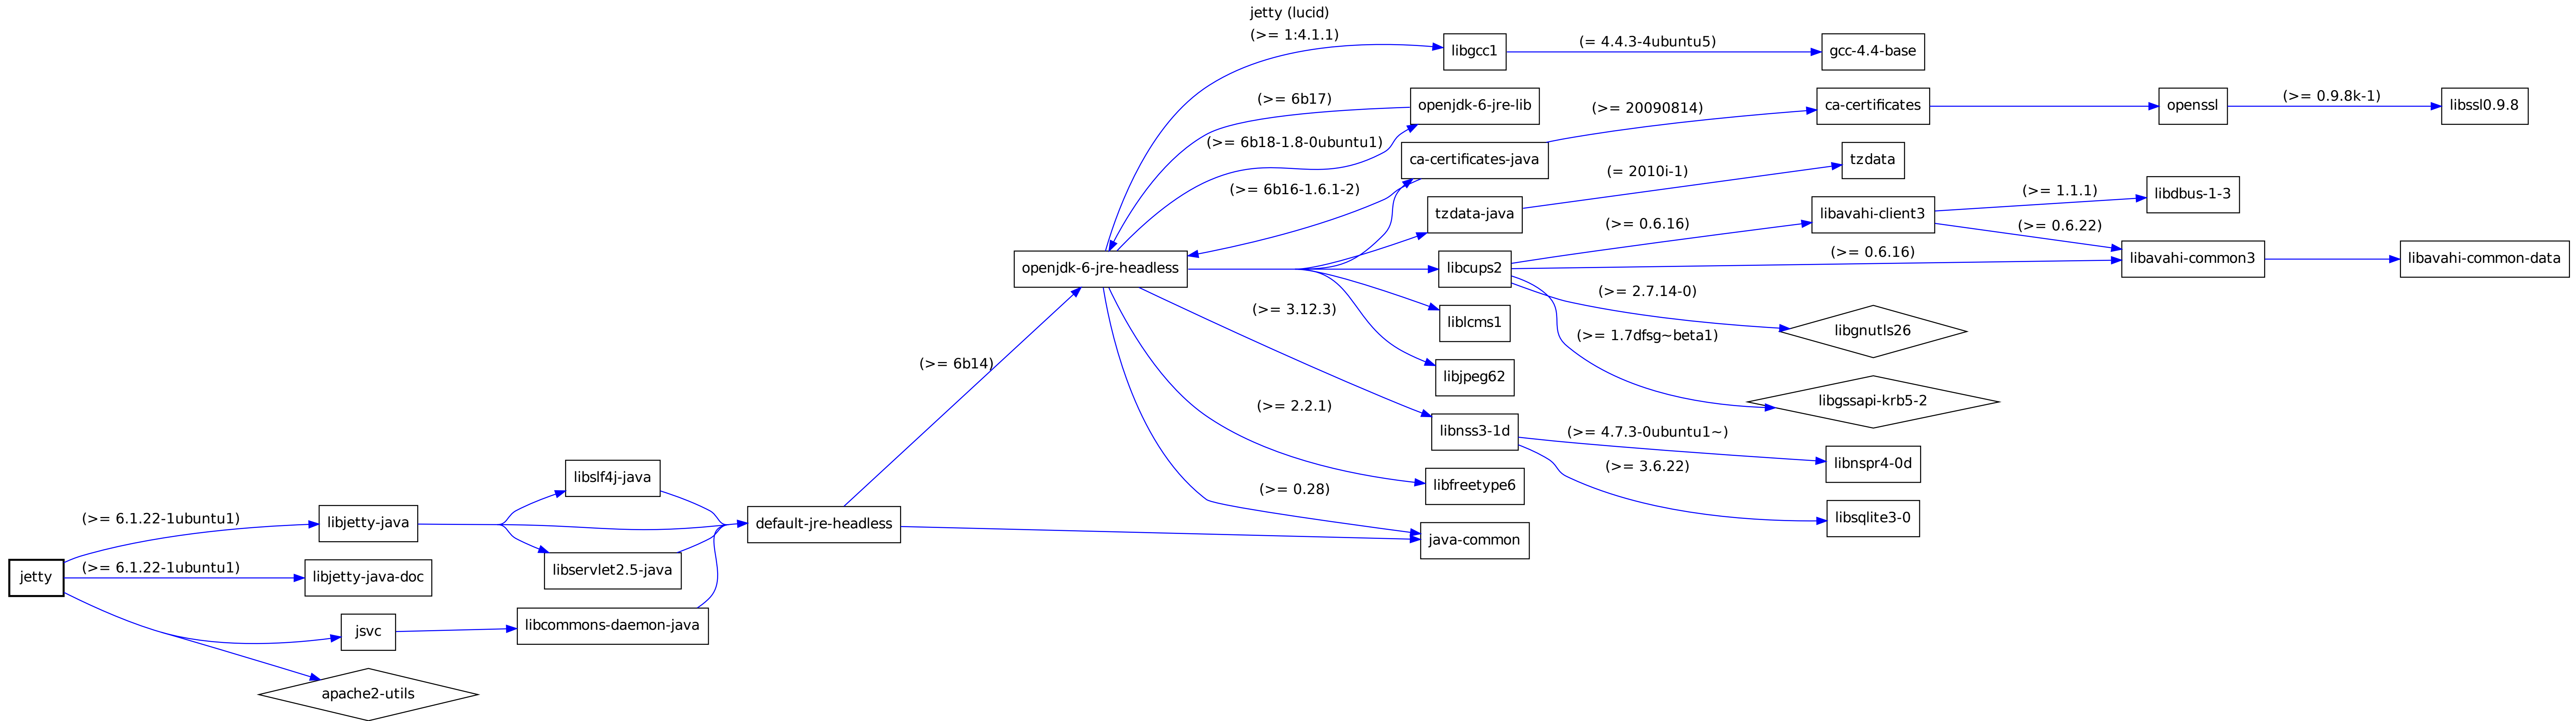 jetty (lucid)
(>= 1:4.1.1)
libgcc1
(= 4.4.3-4ubuntu5)
gcc-4.4-base
(>= 6b17)
openjdk-6-jre-lib
(>= 20090814)
ca-certificates
openssl
(>= 0.9.8k-1)
libssl0.9.8
(>= 6b18-1.8-0ubuntu1)
ca-certificates-java
(= 2010i-1)
tzdata
(>= 6b16-1.6.1-2)
tzdata-java
(>= 0.6.16)
libavahi-client3
(>= 1.1.1)
libdbus-1-3
(>= 0.6.22)
openjdk-6-jre-headless
libcups2
(>= 0.6.16)
libavahi-common3
libavahi-common-data
(>= 2.7.14-0)
(>= 3.12.3)
liblcms1
(>= 1.7dfsg~beta1)
libgnutls26
(>= 6b14)
libjpeg62
libgssapi-krb5-2
(>= 2.2.1)
libnss3-1d
(>= 4.7.3-0ubuntu1~)
libnspr4-0d
(>= 3.6.22)
libslf4j-java
(>= 0.28)
libfreetype6
libsqlite3-0
(>= 6.1.22-1ubuntu1)
libjetty-java
default-jre-headless
java-common
jetty
(>= 6.1.22-1ubuntu1)
libjetty-java-doc
libservlet2.5-java
jsvc
libcommons-daemon-java
apache2-utils